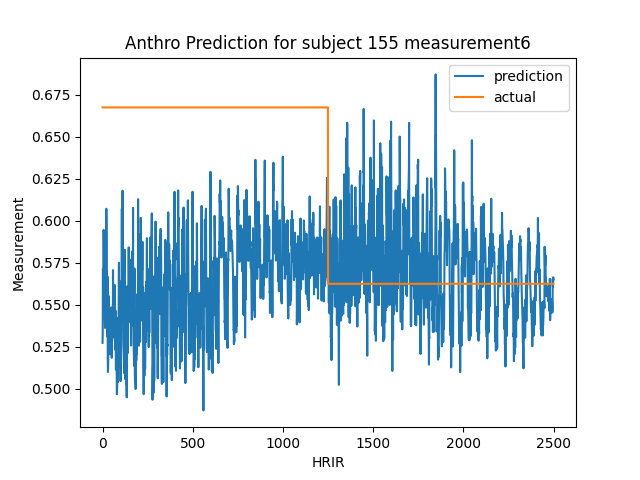 Anthro Prediction for subject 155 measurement6
prediction
actual
Measurement
0.675
0.650
0.625
0.600
0.575
0.550
0.525
0.500
0
500
1000
1500
2000
2500
HRIR